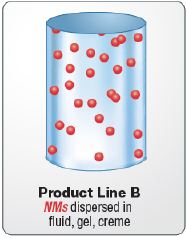 Product Line B
NMs dispersed in
fluid, gel, creme